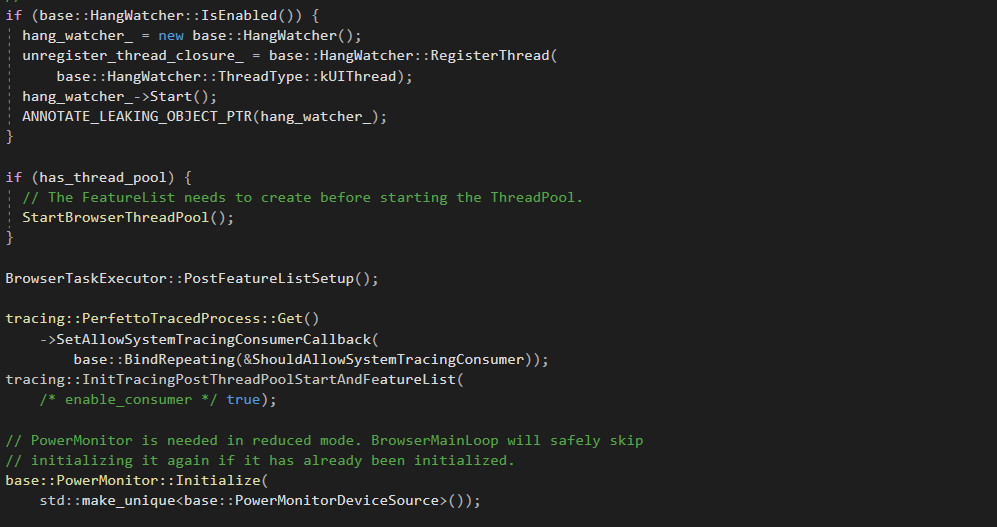 if (base::HangWatcher::IsEnabled()) {
hang_watcher_ = new base::HangWatcher();
unregister_thread_closure_ = base::HangWatcher::RegisterThread(
base::HangWatcher::ThreadType::kUIThread);
hang_watcher_->Start();
ANNOTATE_LEAKING_OBJECT_PTR(hang_watcher_);
}
if (has_thread_pool) {
// The FeatureList needs to create before starting the ThreadPool.
StartBrowserThreadPool();
}
BrowserTaskExecutor::PostFeatureListSetup();
tracing::PerfettoTracedProcess::Get()
->SetAllowSystemTracingConsumerCallback(
base::BindRepeating(&ShouldAllowSystemTracingConsumer));
tracing::InitTracingPostThreadPoolStartAndFeatureList(
/* enable_consumer */ true);
// PowerMonitor is needed in reduced mode. BrowserMainLoop will safely skip
// initializing it again if it has already been initialized.
base::PowerMonitor::Initialize(
std::make_unique<base::PowerMonitorDeviceSource>());